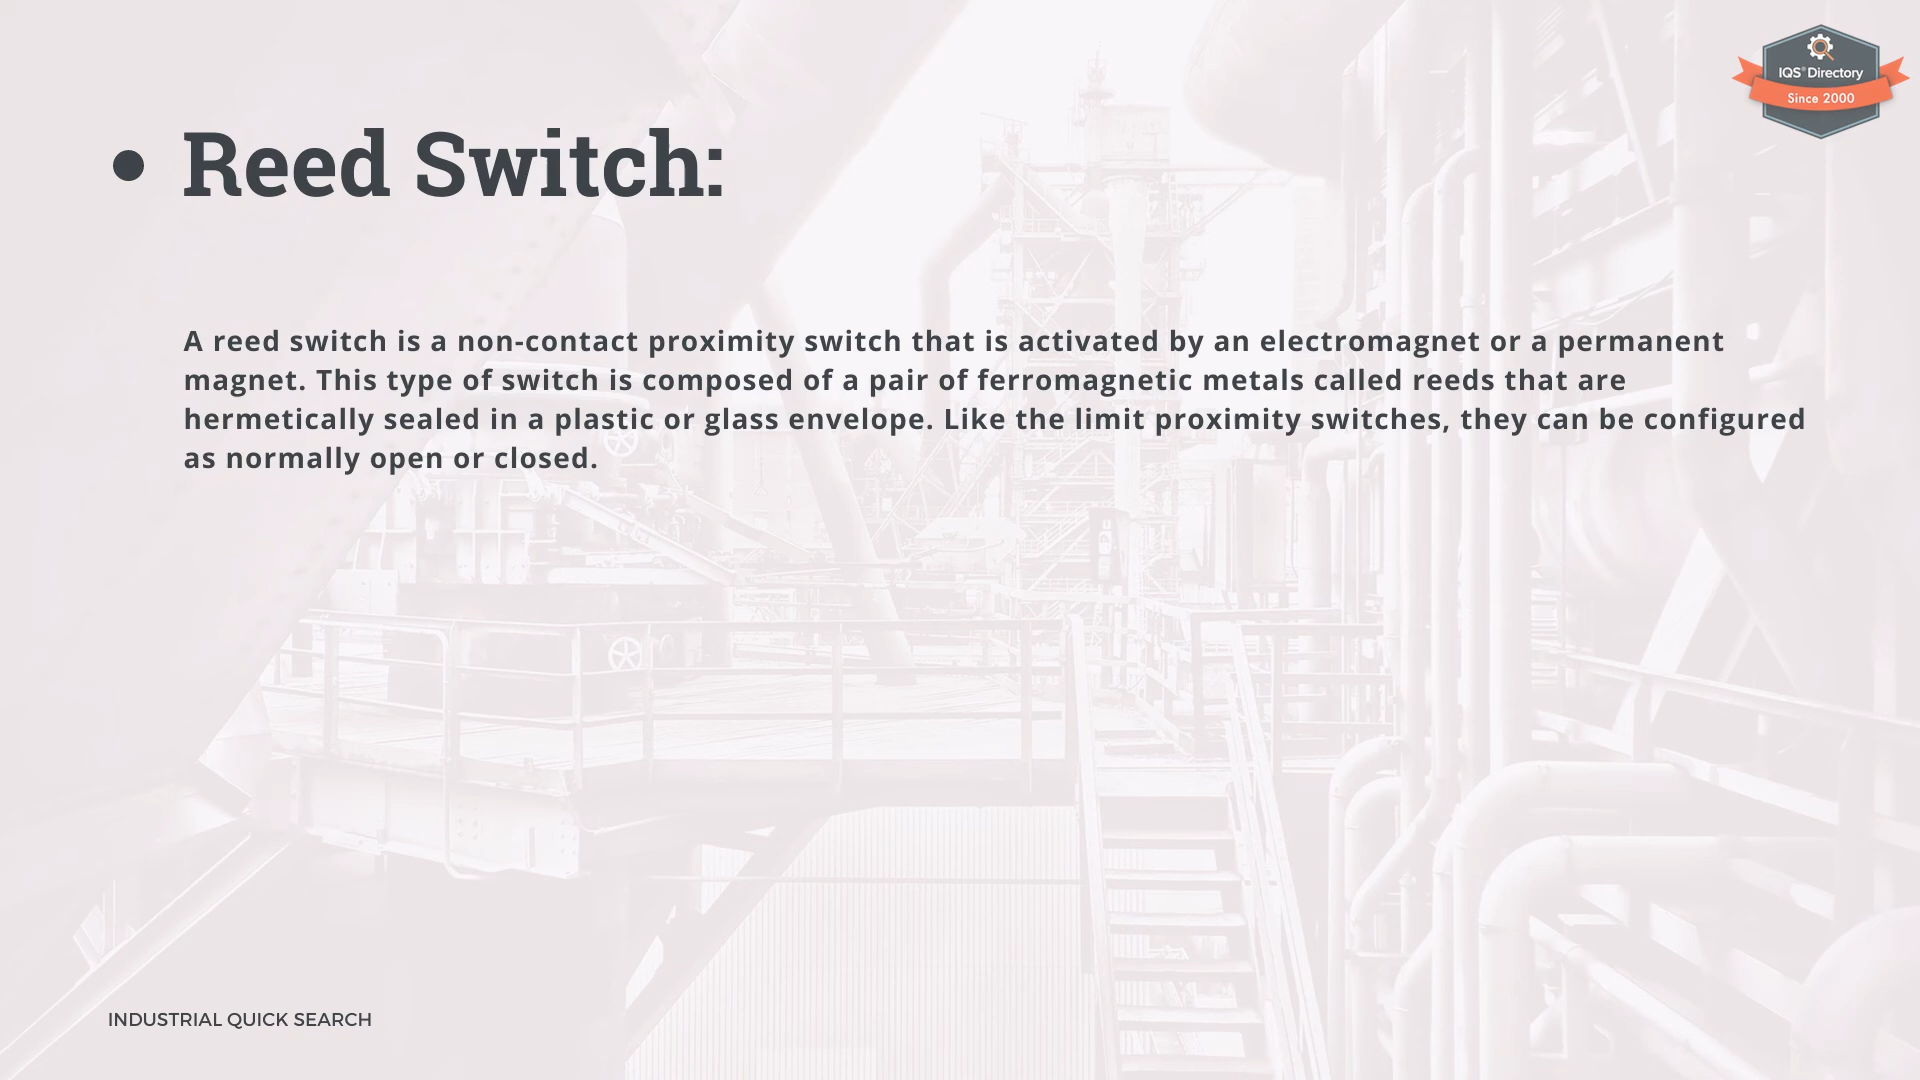 IQS® Directory
Since 2000
• Reed Switch:
A reed switch is a non-contact proximity switch that is activated by an electromagnet or a permanent
magnet. This type of switch is composed of a pair of ferromagnetic metals called reeds that are
hermetically sealed in a plastic or glass envelope. Like the limit proximity switches, they can be configured
as normally open or closed.
INDUSTRIAL QUICK SEARCH